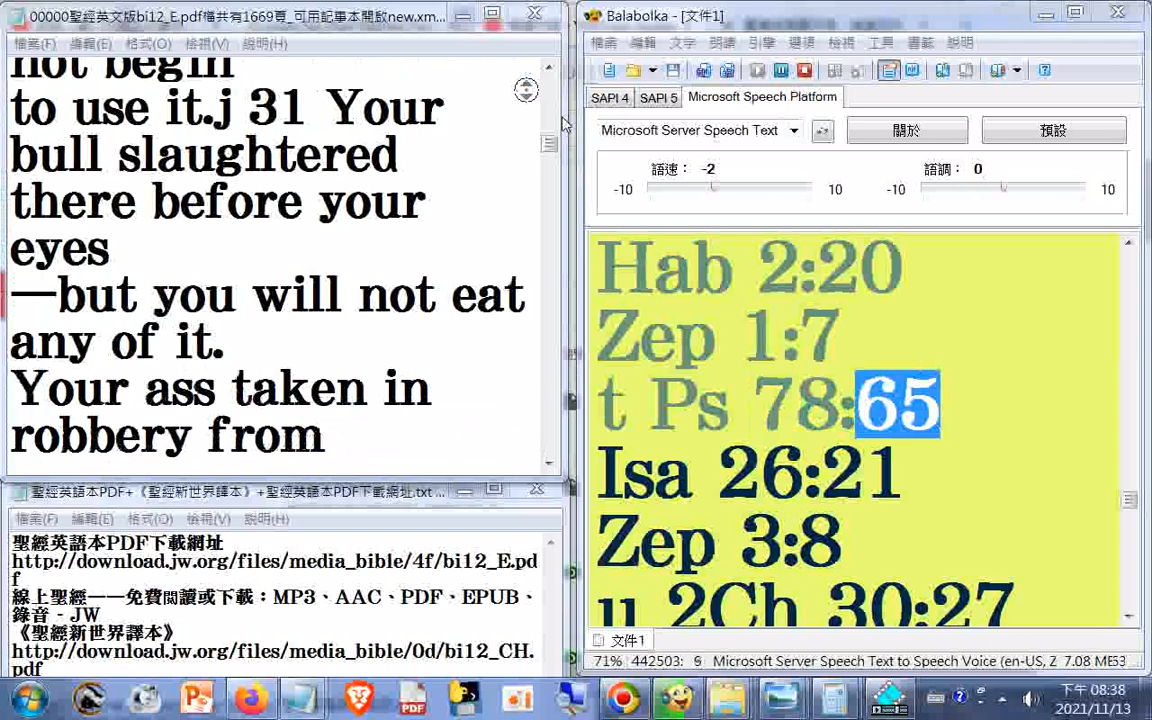 00000聖經英文版bi12_E.pdf檔共有1669頁_可用記事本開啟new.xm...
檔案(F) 編輯(E) 格式(O) 檢視(V) 說明(H)
not begin
to use it.j 31 Your
bull slaughtered
there before your
eyes
—but you will not eat
any of it.
Your ass taken in
robbery from
聖經英語本PDF+《聖經新世界譯本》+聖經英語本PDF下載網址.txt ...
檔案(F) 編輯(E) 格式(O) 檢視(V) 說明(H)
聖經英語本PDF下載網址
http://download.jw.org/files/media_bible/4f/bi12_E.pd
f
線上聖經——免費閱讀或下載：MP3、AAC、PDF、EPUB、
錄音 - JW
《聖經新世界譯本》
http://download.jw.org/files/media_bible/0d/bi12_CH.
pdf
Balabolka - [文件1]
檔案 編輯 文字 朗讀 引擎 選項 檢視 工具 書籤 說明
SAPI 4 SAPI 5 Microsoft Speech Platform
Microsoft Server Speech Text 關於 預設
語速： -2 語調： 0
-10 10 -10 10
Hab 2:20
Zep 1:7
t Ps 78:65
Isa 26:21
Zep 3:8
u 2Ch 30:27
文件1
71% 442503: 6 Microsoft Server Speech Text to Speech Voice (en-US, Z 7.08 ME53
PDF
下午 08:38
2021/11/13